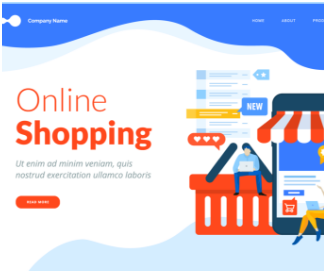 Company Name
HOME
ABOUT
NEW
Online
Shopping
Ut enim ad minim veniam, quis
nostrud exercitation ullamco laboris
READ MORE